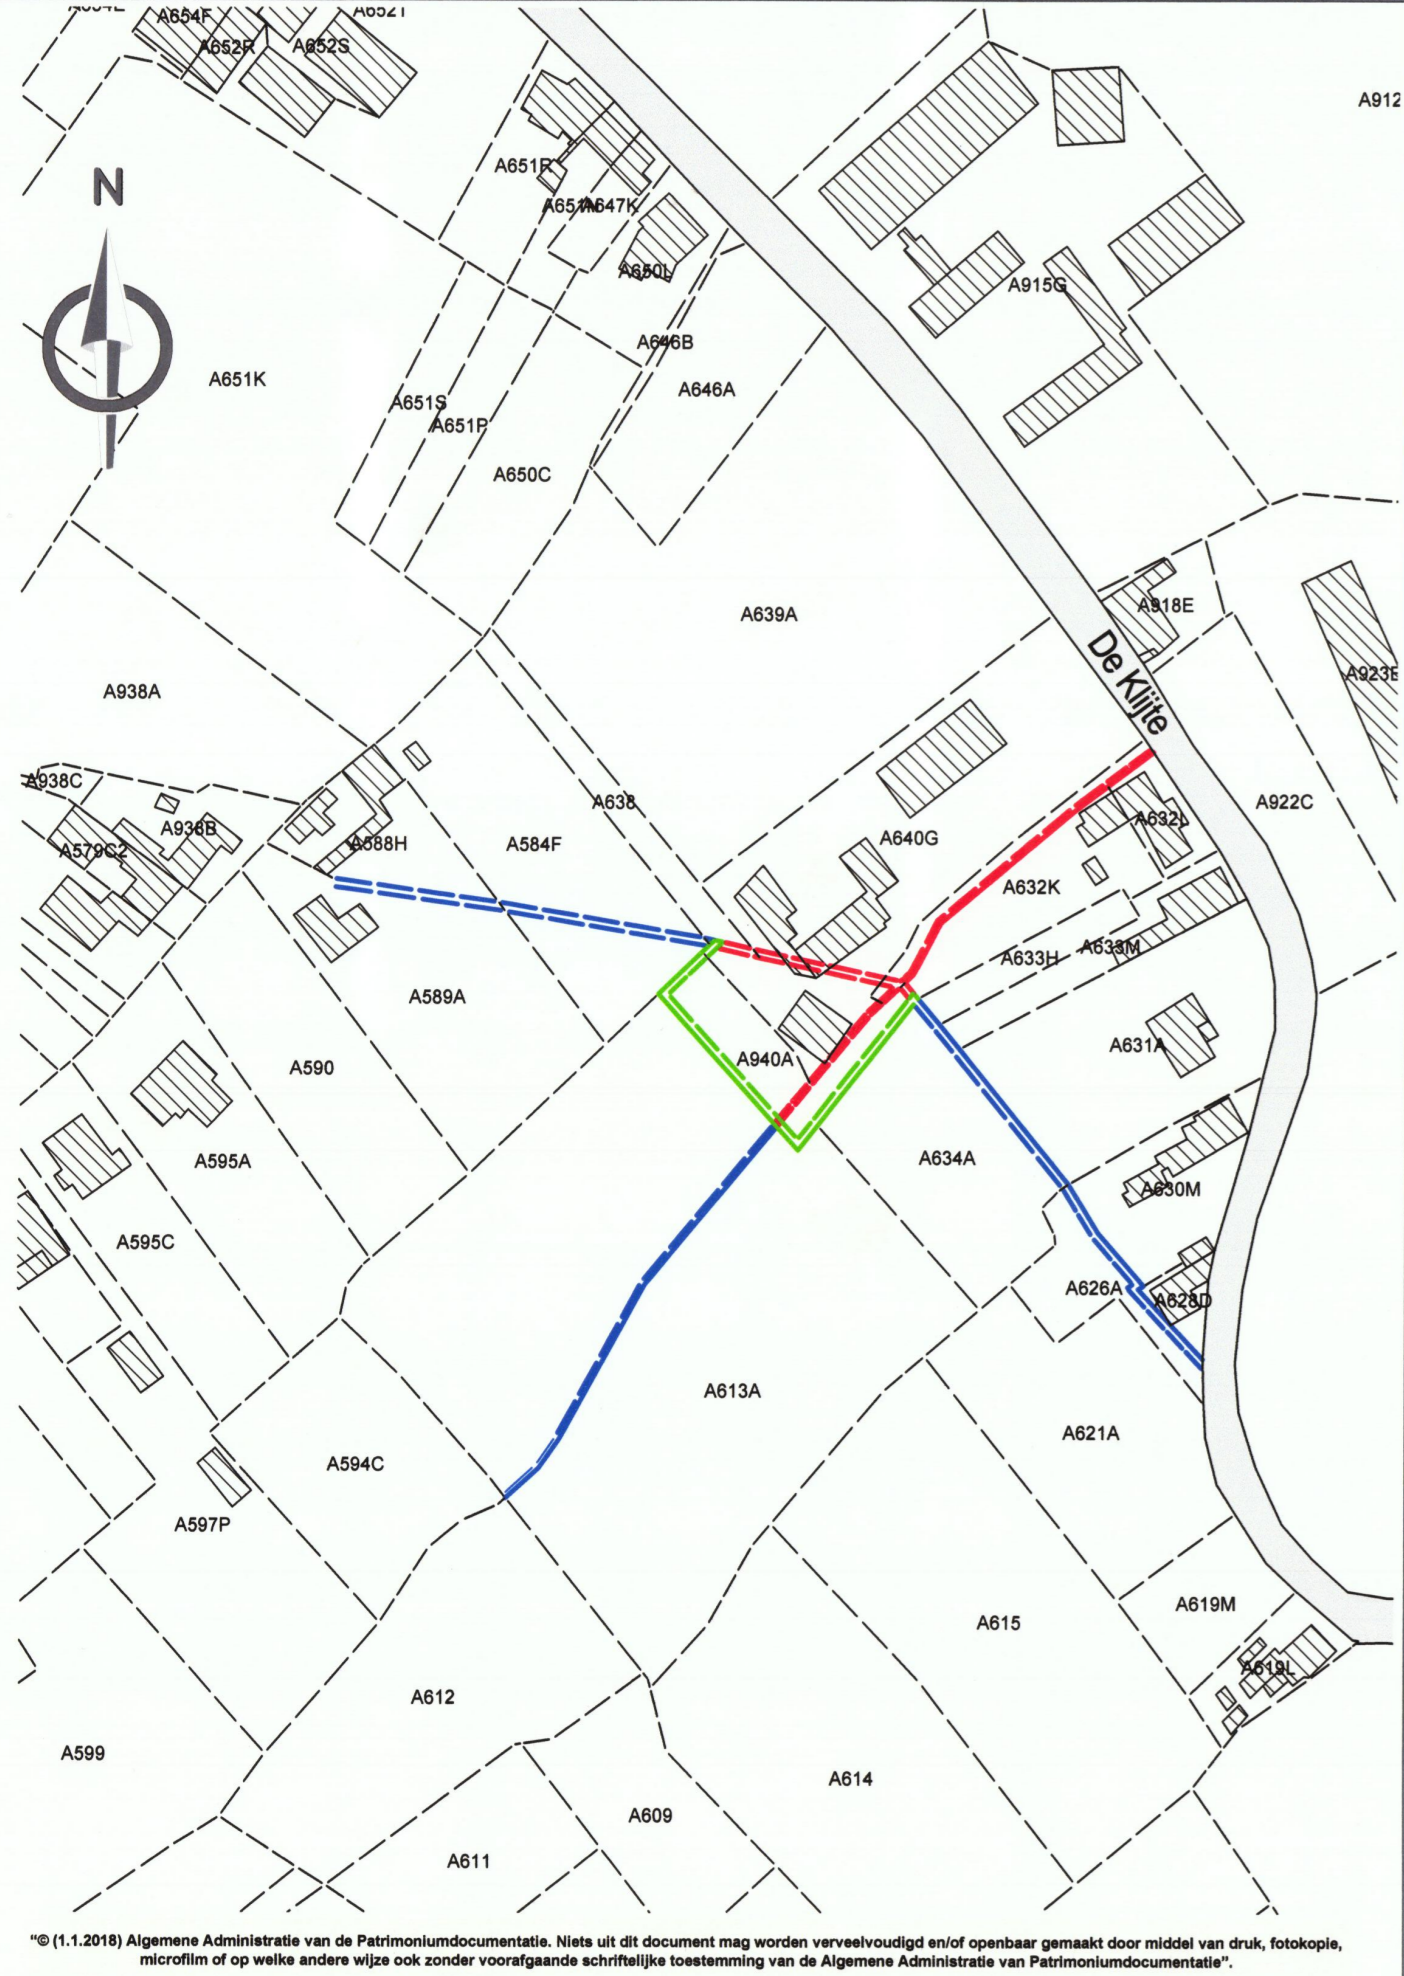 A654F
A652R
A652S
A912
A651R
N
A647K
A650L
A915G
A646B
A651K
A646A
A651S
A651P
A650C
A918E
A639A
De Klijte
A923E
A938A
A938C
A638
A922C
A632L
A938B
A640G
A588H
A584F
A579C2
A632K
A633M
A633H
A589A
A631A
A940A
A590
A634A
A595A
A630M
A595C
A626A
A628D
A613A
A621A
A594C
A597P
A619M
A615
A619L
A612
A599
A614
A609
A611
“© (1.1.2018) Algemene Administratie van de Patrimoniumdocumentatie. Niets uit dit document mag worden verveelvoudigd en/of openbaar gemaakt door middel van druk, fotokopie,
microfilm of op welke andere wijze ook zonder voorafgaande schriftelijke toestemming van de Algemene Administratie van Patrimoniumdocumentatie”.